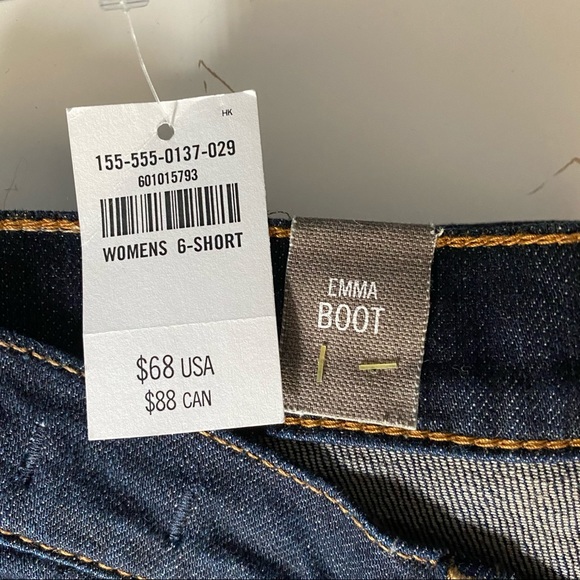 HK
155-555-0137-029
601015793
WOMENS 6-SHORT
$68 USA
$88 CAN
EMMA
BOOT